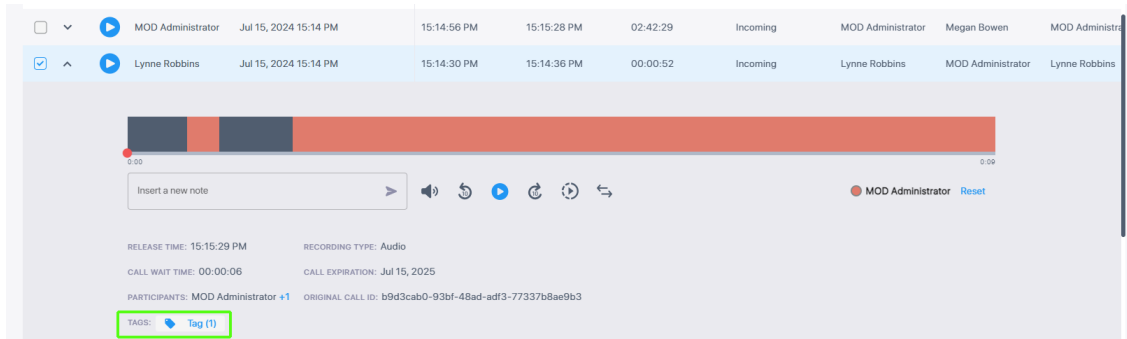 MOD Administrator Jul 15, 2024 15:14 PM 15:14:56 PM 15:15:28 PM 02:42:29 Incoming MOD Administrator Megan Bowen MOD Administra
Lynne Robbins Jul 15, 2024 15:14 PM 15:14:30 PM 15:14:36 PM 00:00:52 Incoming Lynne Robbins MOD Administrator Lynne Robbins
0:00 0:09
Insert a new note 10 10 MOD Administrator Reset
RELEASE TIME: 15:15:29 PM RECORDING TYPE: Audio
CALL WAIT TIME: 00:00:06 CALL EXPIRATION: Jul 15, 2025
PARTICIPANTS: MOD Administrator +1 ORIGINAL CALL ID: b9d3cab0-93bf-48ad-adf3-77337b8ae9b3
TAGS: Tag (1)